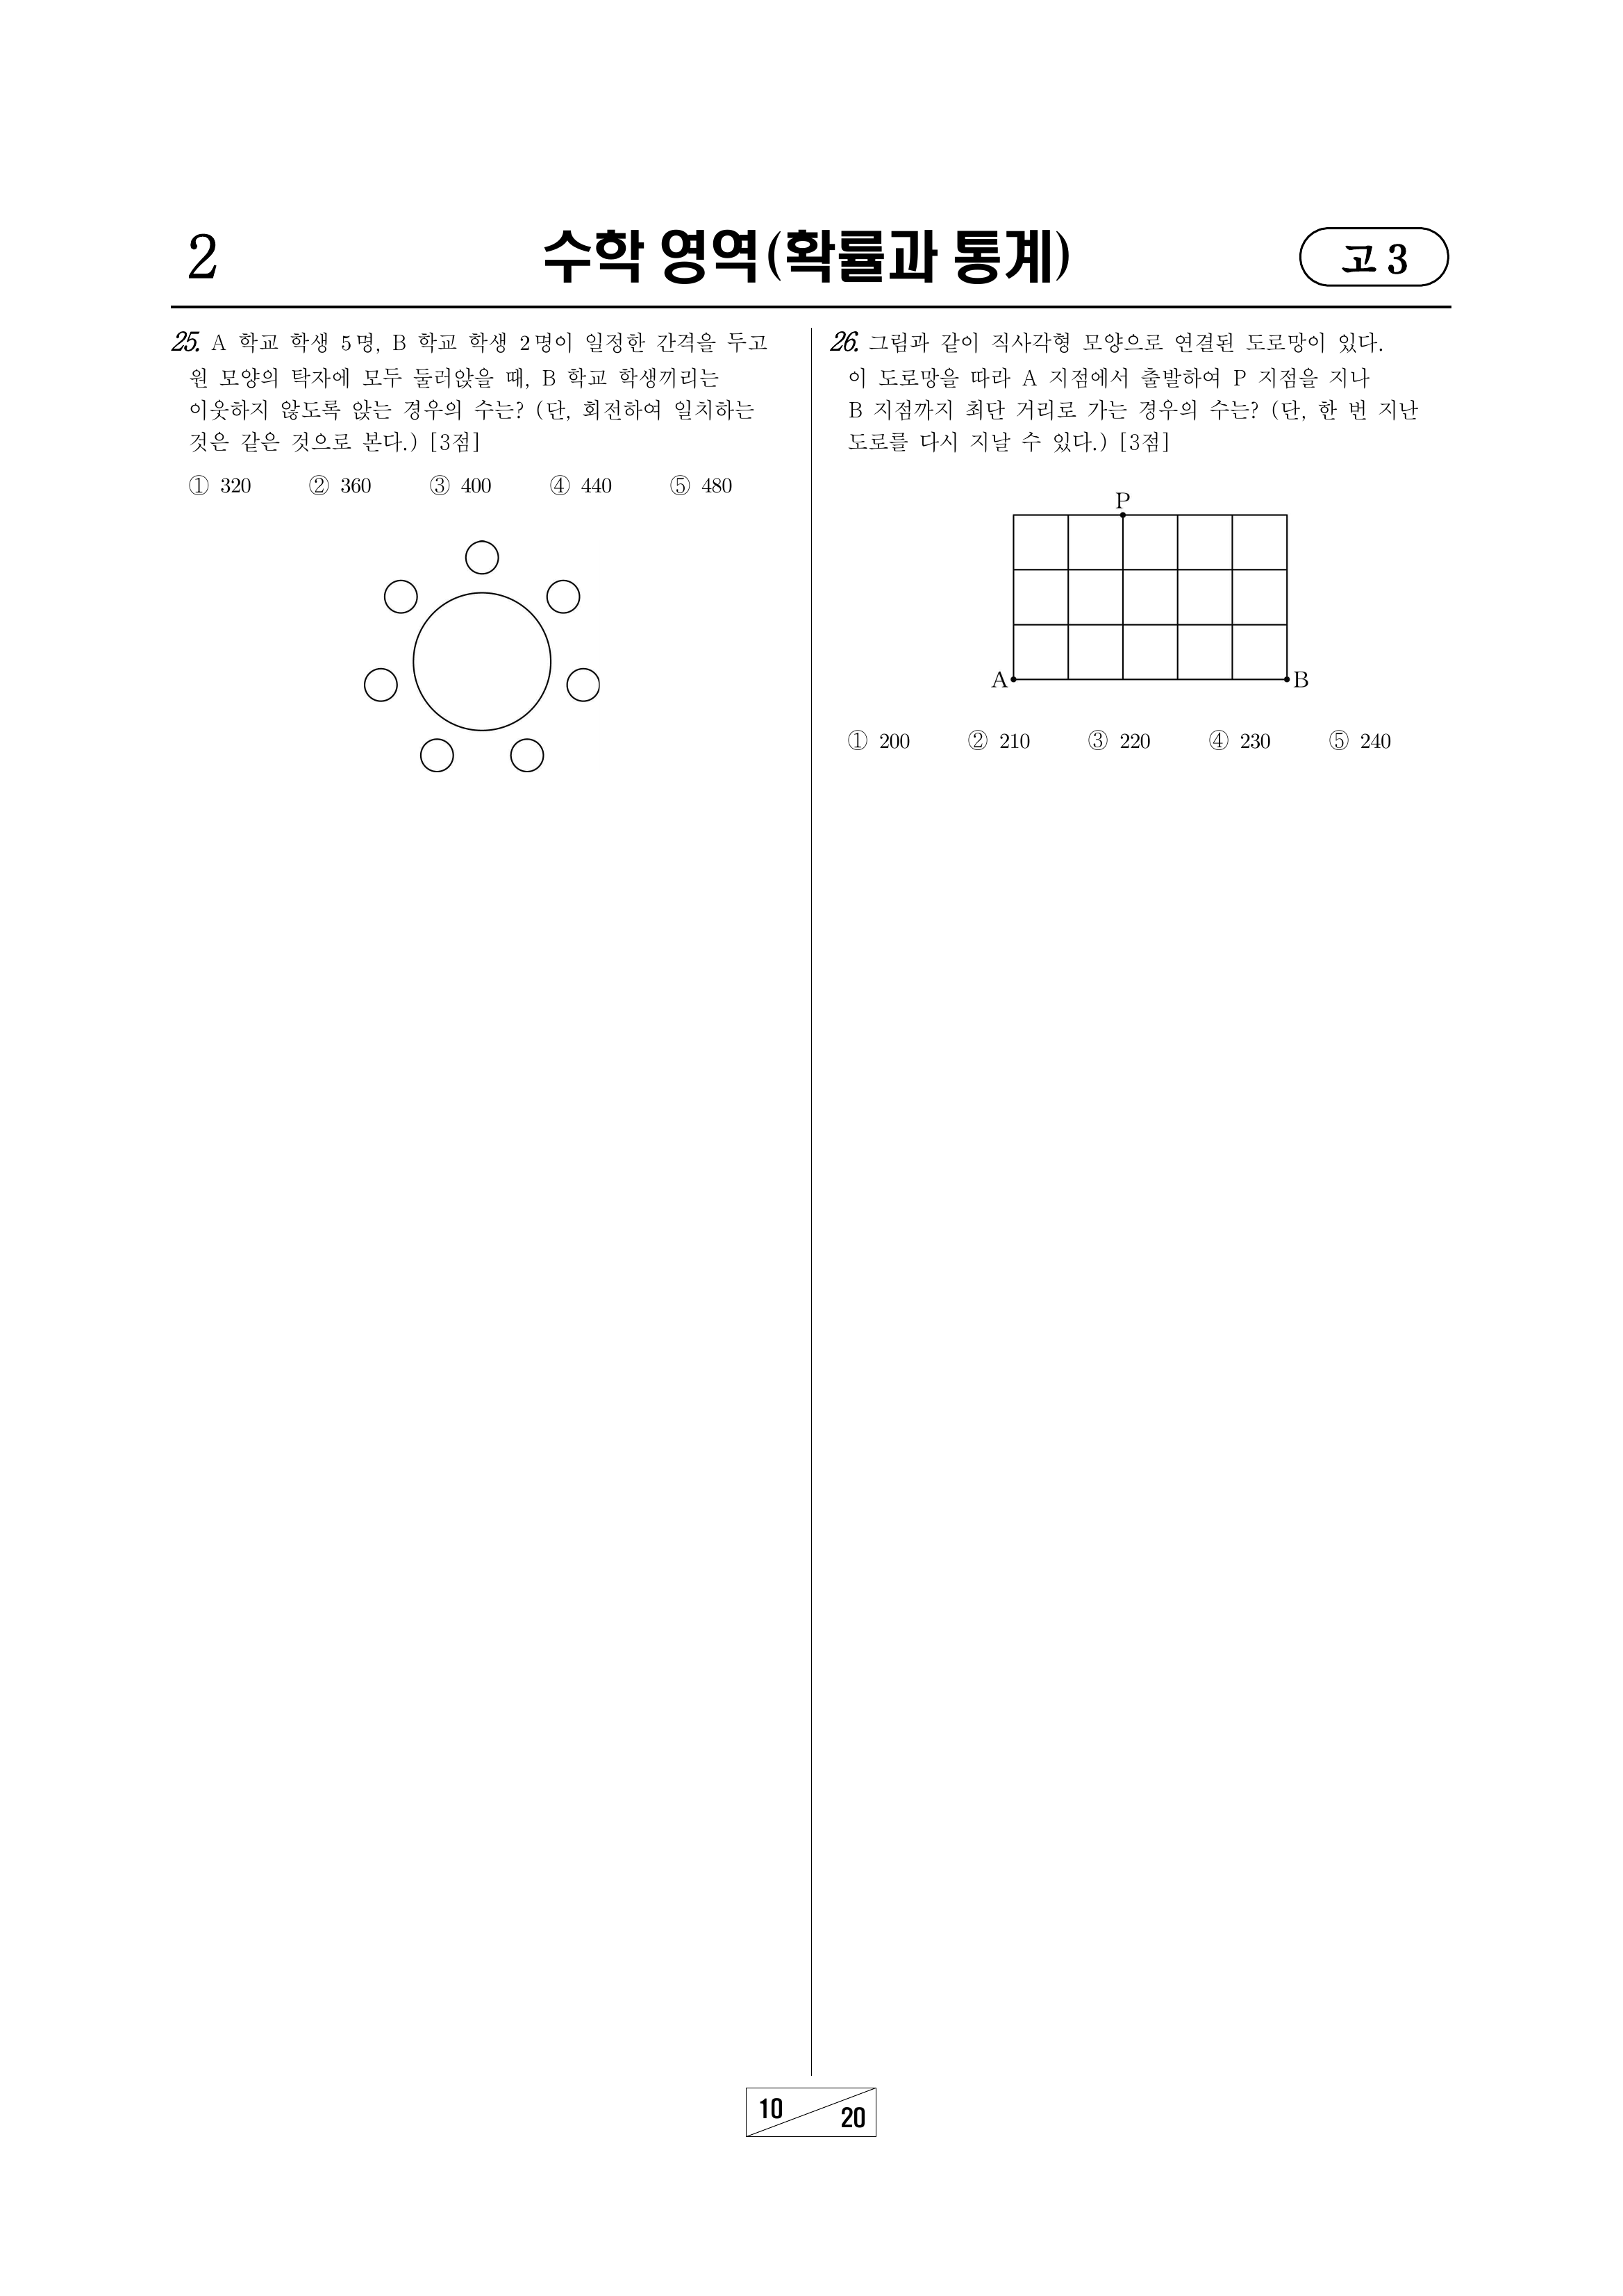 2
수학 영역(확률과 통계)
고 3
25. A 학교 학생 5명, B 학교 학생 2명이 일정한 간격을 두고
원 모양의 탁자에 모두 둘러앉을 때, B 학교 학생끼리는
이웃하지 않도록 앉는 경우의 수는? (단, 회전하여 일치하는
것은 같은 것으로 본다.) [3점]
① 320 ② 360 ③ 400 ④ 440 ⑤ 480
26. 그림과 같이 직사각형 모양으로 연결된 도로망이 있다.
이 도로망을 따라 A 지점에서 출발하여 P 지점을 지나
B 지점까지 최단 거리로 가는 경우의 수는? (단, 한 번 지난
도로를 다시 지날 수 있다.) [3점]
P
A
B
① 200 ② 210 ③ 220 ④ 230 ⑤ 240
10
20